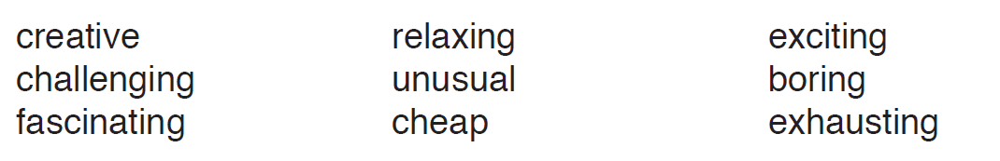 creative relaxing exciting
challenging unusual boring
fascinating cheap exhausting